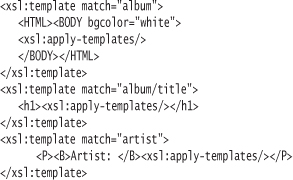 <xsl:template match="album">
<HTML><BODY bgcolor="white">
<xsl:apply-templates/>
</BODY></HTML>
</xsl:template>
<xsl:template match="album/title">
<h1><xsl:apply-templates/></h1>
</xsl:template>
<xsl:template match="artist">
<P><B>Artist: </B><xsl:apply-templates/></P>
</xsl:template>